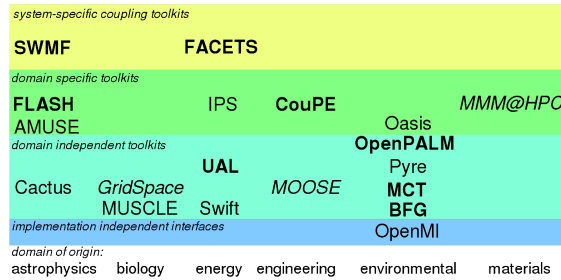 system-specific coupling toolkits
SWMF FACETS
domain specific toolkits
FLASH IPS CouPE MMM@HPC
AMUSE Oasis
domain independent toolkits OpenPALM
UAL Pyre
Cactus GridSpace MOOSE MCT
MUSCLE Swift BFG
implementation independent interfaces OpenMI
domain of origin:
astrophysics biology energy engineering environmental materials